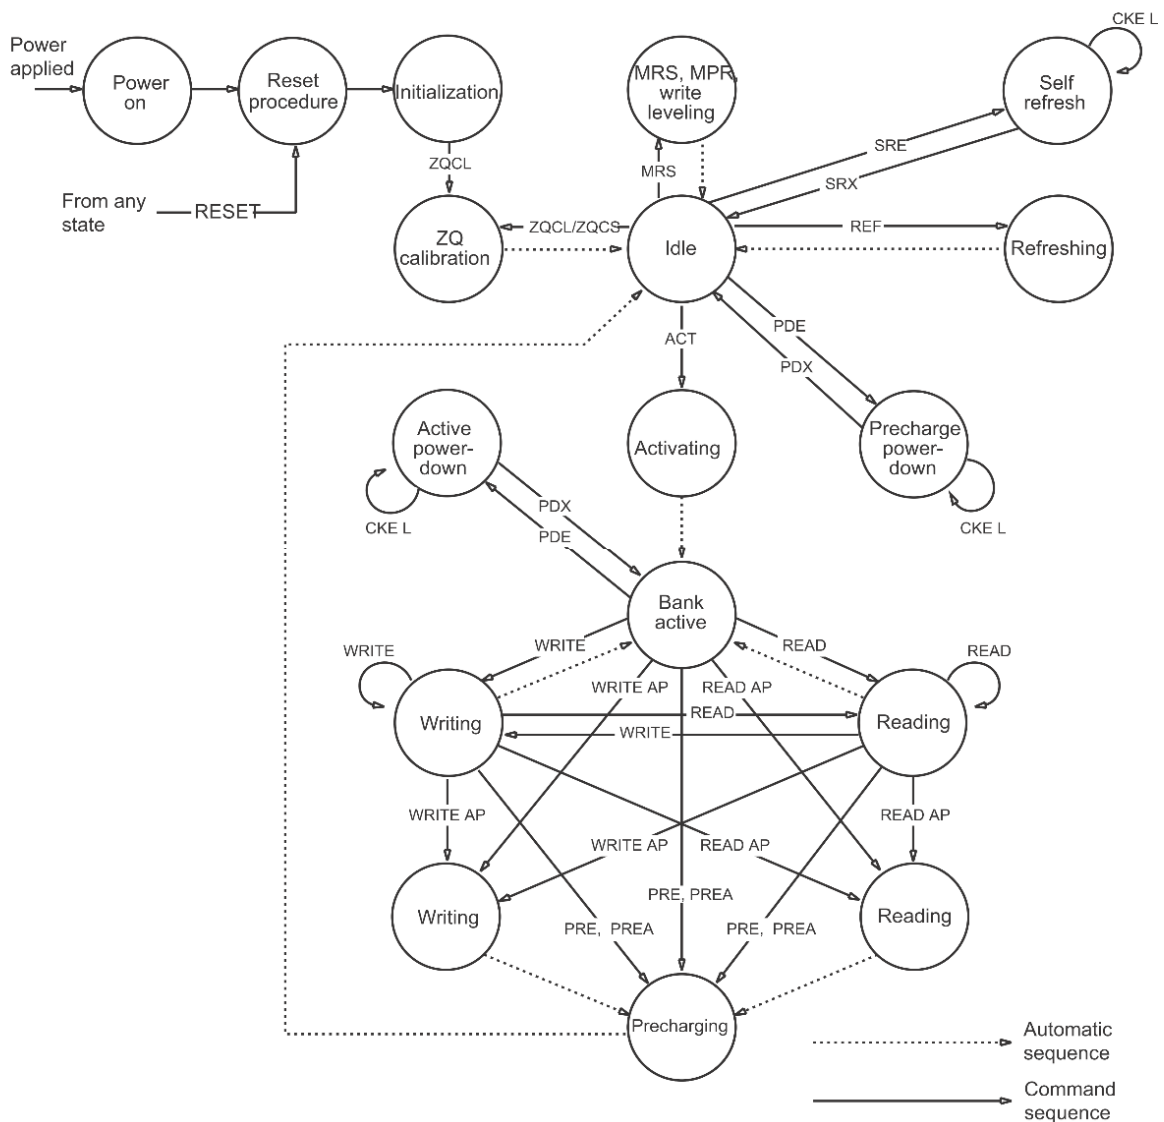 Power
applied
Power
on
Reset
procedure
Initialization
MRS, MPR,
write
leveling
Self
refresh
CKE L
ZQCL
MRS
SRE
SRX
From any
state
RESET
ZQ
calibration
ZQCL/ZQCS
Idle
REF
Refreshing
ACT
PDE
PDX
Active
power-
down
Activating
Precharge
power-
down
CKE L
PDX
PDE
CKE L
Bank
active
WRITE
WRITE
READ
READ
WRITE AP
READ AP
Writing
READ
WRITE
Reading
WRITE AP
READ AP
WRITE AP
READ AP
Writing
PRE, PREA
Reading
PRE, PREA
PRE, PREA
Precharging
Automatic
sequence
Command
sequence